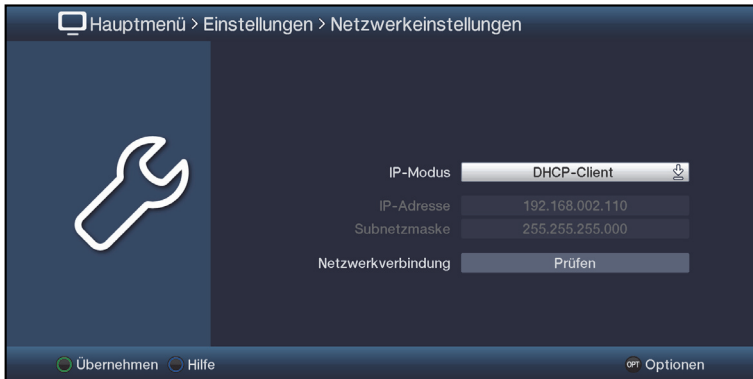 Hauptmenü > Einstellungen > Netzwerkeinstellungen
IP-Modus DHCP-Client
IP-Adresse 192.168.002.110
Subnetzmaske 255.255.255.000
Netzwerkverbindung Prüfen
Übernehmen Hilfe OPT Optionen